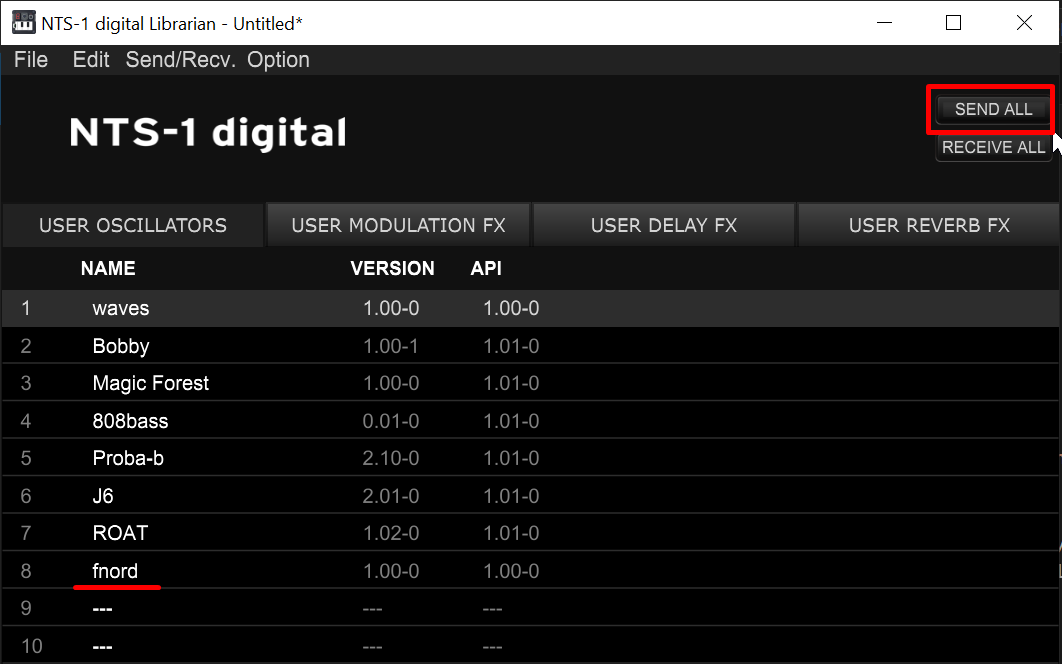 NTS-1 digital Librarian - Untitled*
File Edit Send/Recv. Option
SEND ALL
NTS-1 digital
RECEIVE ALL
USER OSCILLATORS USER MODULATION FX USER DELAY FX USER REVERB FX
NAME VERSION API
1 waves 1.00-0 1.00-0
2 Bobby 1.00-1 1.01-0
3 Magic Forest 1.00-0 1.01-0
4 808bass 0.01-0 1.01-0
5 Proba-b 2.10-0 1.01-0
6 J6 2.01-0 1.01-0
7 ROAT 1.02-0 1.01-0
8 fnord 1.00-0 1.00-0
9 --- --- ---
10 --- --- ---